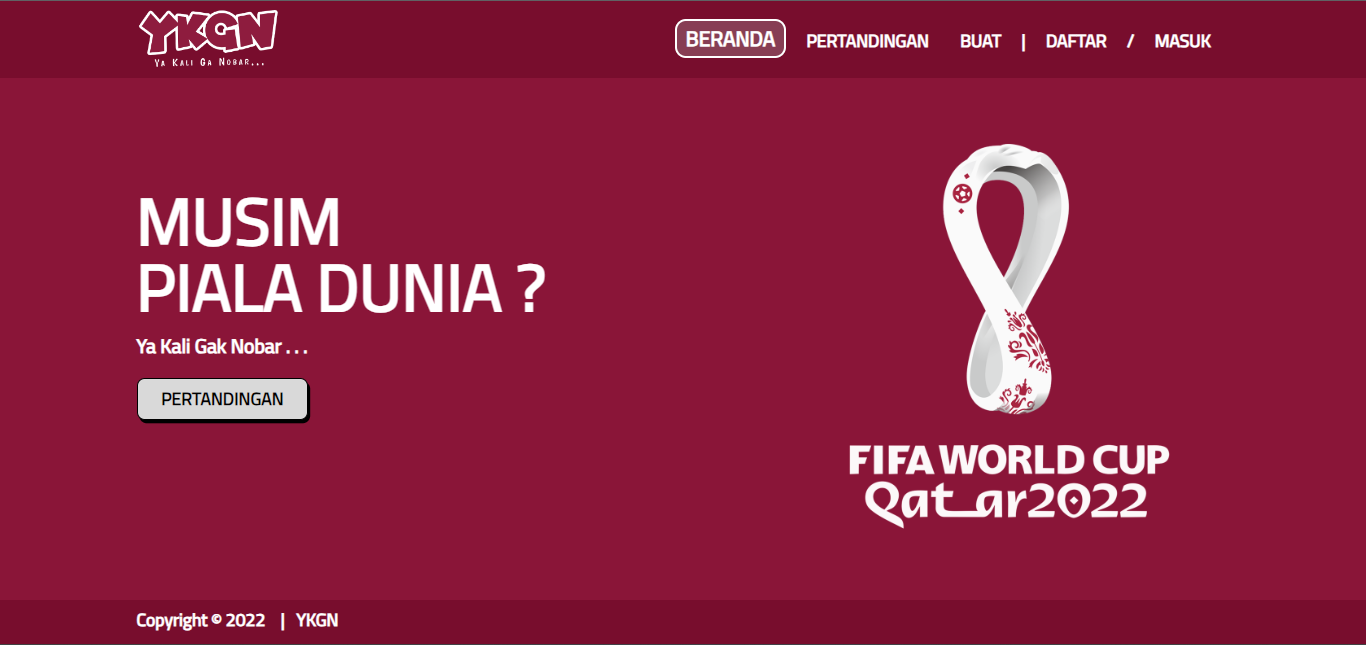 YKGN
Ya Kali Ga Nobar...
BERANDA PERTANDINGAN BUAT | DAFTAR / MASUK
MUSIM
PIALA DUNIA ?
Ya Kali Gak Nobar . . .
PERTANDINGAN
FIFA WORLD CUP
Qatar2022
Copyright © 2022 | YKGN